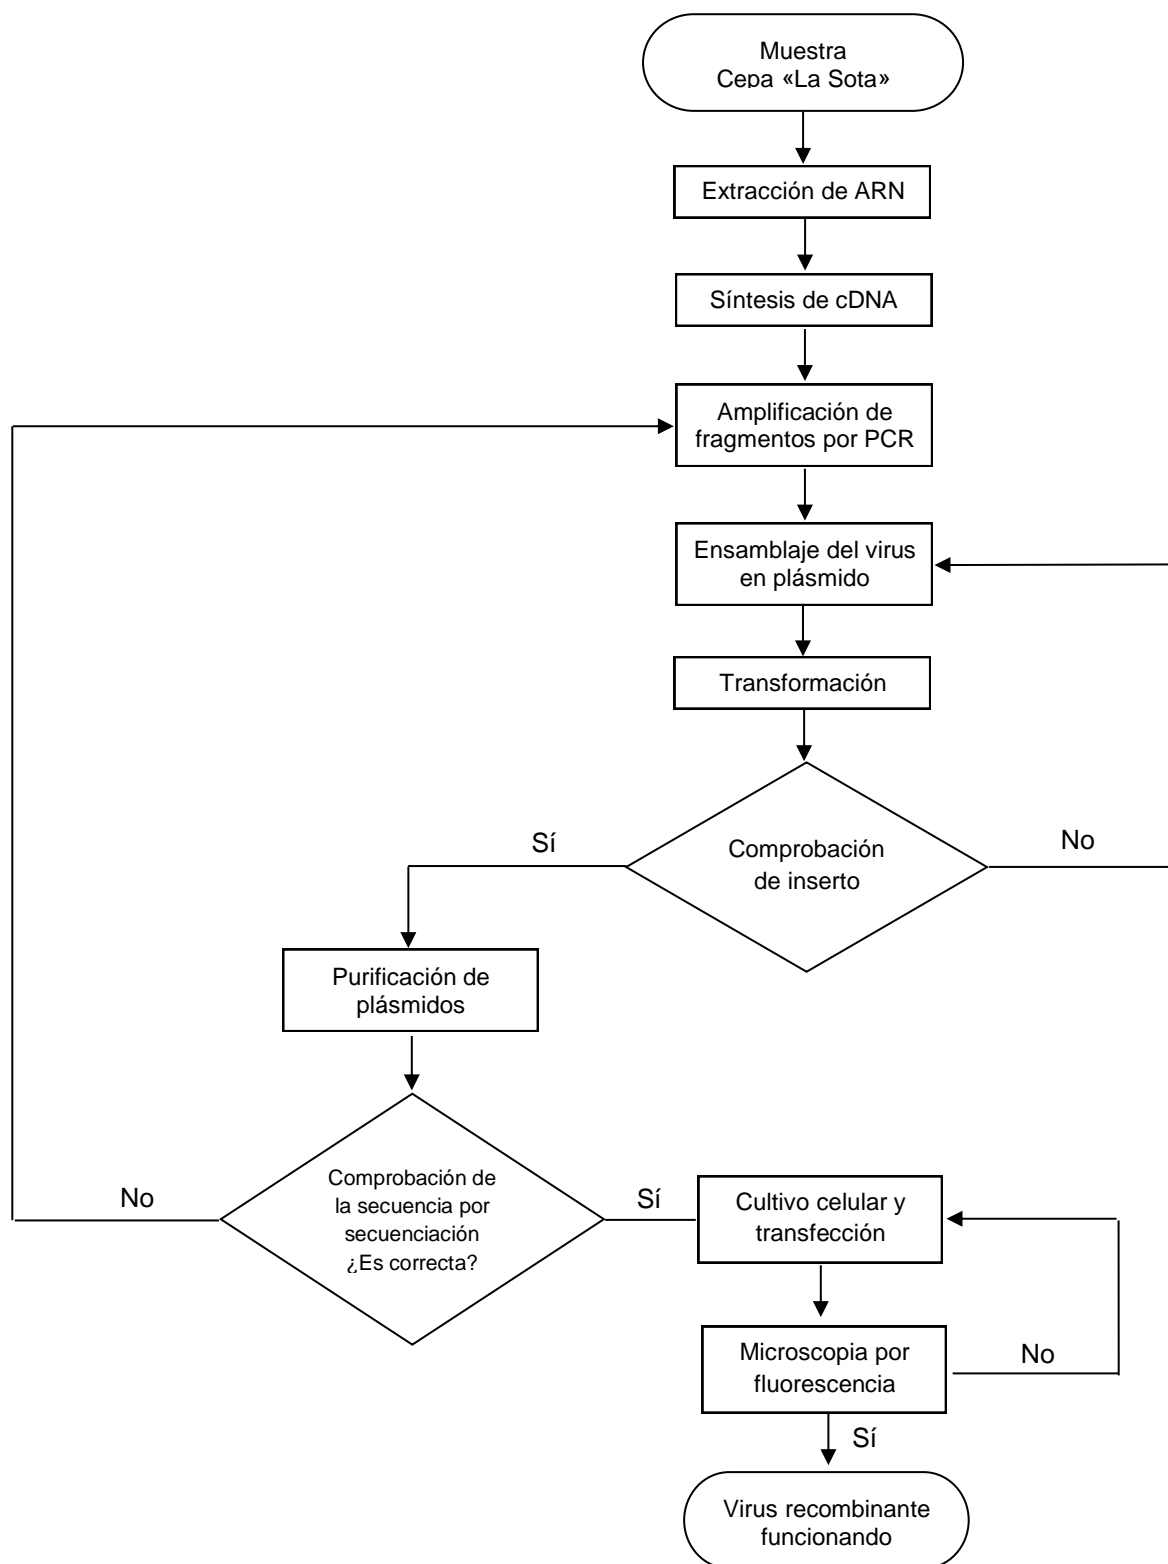 Muestra
Cepa «La Sota»
Extracción de ARN
Síntesis de cDNA
Amplificación de
fragmentos por PCR
Ensamblaje del virus
en plásmido
Transformación
Comprobación
de inserto
Sí
No
Purificación de
plásmidos
Comprobación de
la secuencia por
secuenciación
¿Es correcta?
No
Sí
Cultivo celular y
transfección
Microscopia por
fluorescencia
No
Sí
Virus recombinante
funcionando